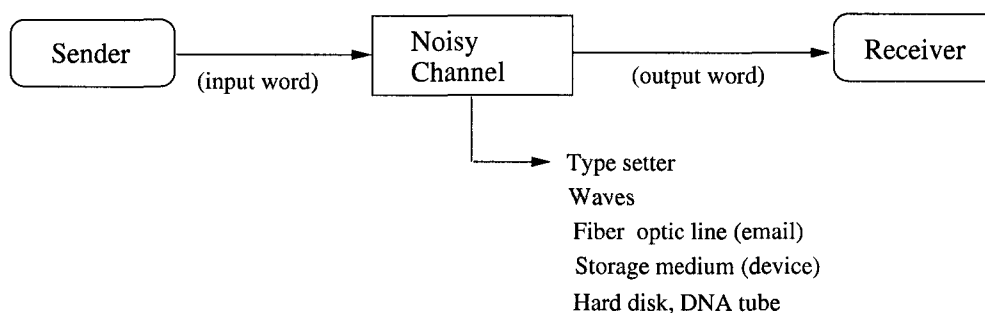 Sender
(input word)
Noisy
Channel
(output word)
Receiver
Type setter
Waves
Fiber optic line (email)
Storage medium (device)
Hard disk, DNA tube